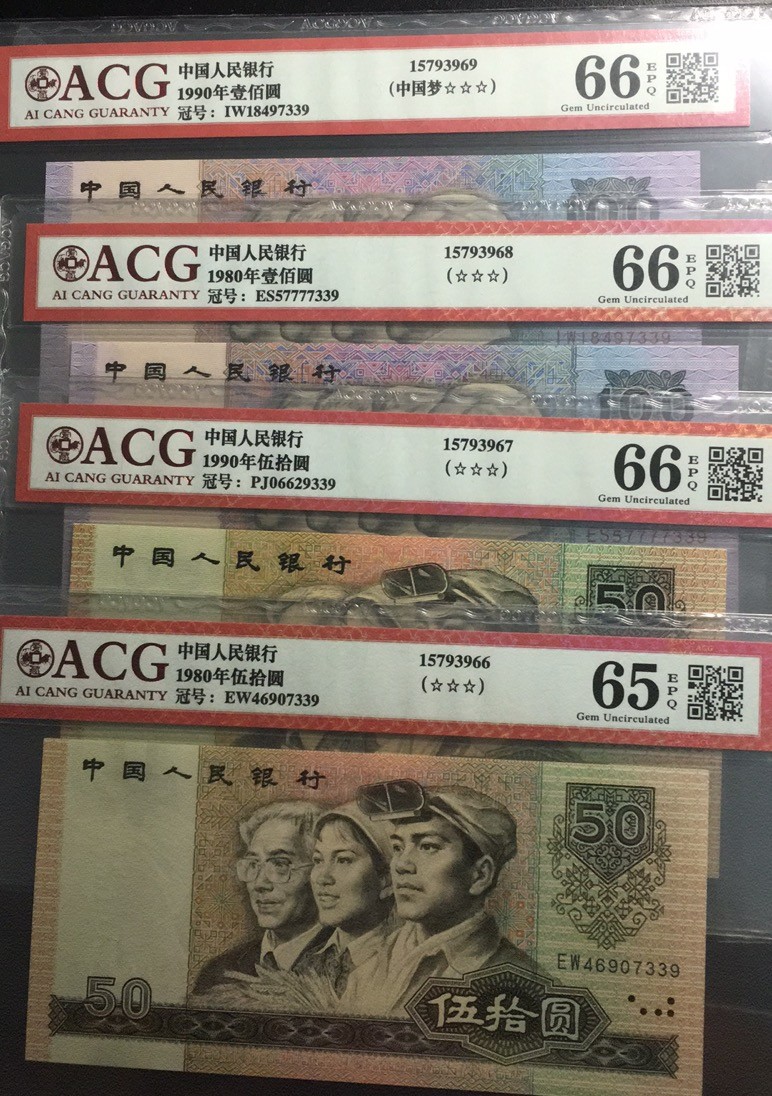 ACG
AI CANG GUARANTY
中国人民银行
1990年壹佰圆
冠号：IW18497339
15793969
(中国梦☆☆☆)
66
EPQ
Gem Uncirculated
中国人民银行
100
IW18497339
ACG
AI CANG GUARANTY
中国人民银行
1980年壹佰圆
冠号：ES57777339
15793968
(☆☆☆)
66
EPQ
Gem Uncirculated
中国人民银行
100
ES57777339
ACG
AI CANG GUARANTY
中国人民银行
1990年伍拾圆
冠号：PJ06629339
15793967
(☆☆☆)
66
EPQ
Gem Uncirculated
中国人民银行
50
ACG
AI CANG GUARANTY
中国人民银行
1980年伍拾圆
冠号：EW46907339
15793966
(☆☆☆)
65
EPQ
Gem Uncirculated
中国人民银行
50
EW46907339
50
伍拾圆